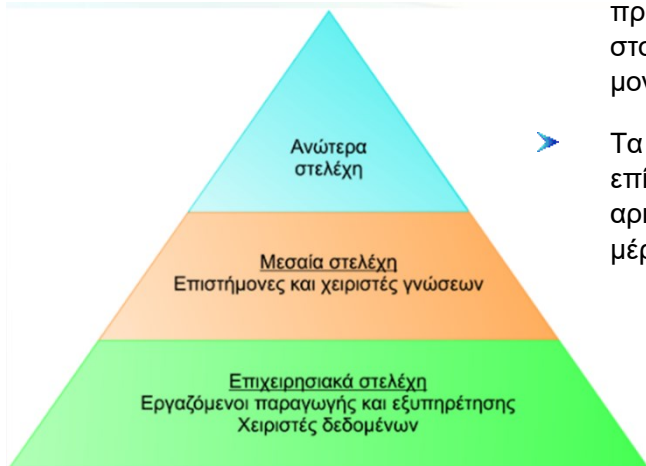 Ανώτερα
στελέχη
Μεσαία στελέχη
Επιστήμονες και χειριστές γνώσεων
Επιχειρησιακά στελέχη
Εργαζόμενοι παραγωγής και εξυπηρέτησης
Χειριστές δεδομένων
Τα